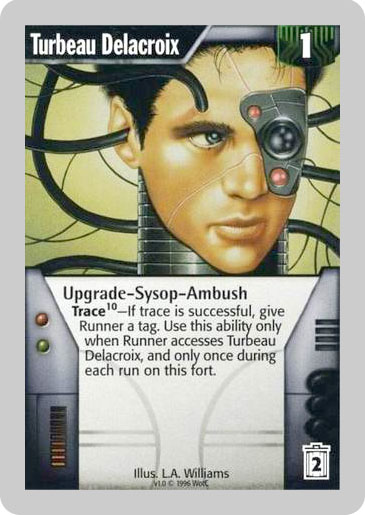 Turbeau Delacroix
1
Upgrade-Sysop-Ambush
Trace¹⁰—If trace is successful, give
Runner a tag. Use this ability only
when Runner accesses Turbeau
Delacroix, and only once during
each run on this fort.
2
Illus. L.A. Williams
v1.0 © 1996 WotC